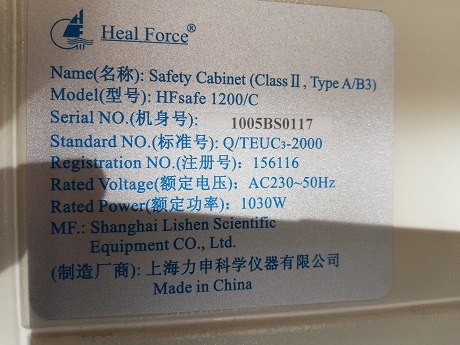 Heal Force®
Name(名称): Safety Cabinet (ClassⅡ, Type A/B3)
Model(型号): HFsafe 1200/C
Serial NO.(机身号): 1005BS0117
Standard NO.(标准号): Q/TEUC3-2000
Registration NO.(注册号): 156116
Rated Voltage(额定电压): AC230~50Hz
Rated Power(额定功率): 1030W
MF.: Shanghai Lishen Scientific
Equipment CO., Ltd.
(制造厂商): 上海力申科学仪器有限公司
Made in China